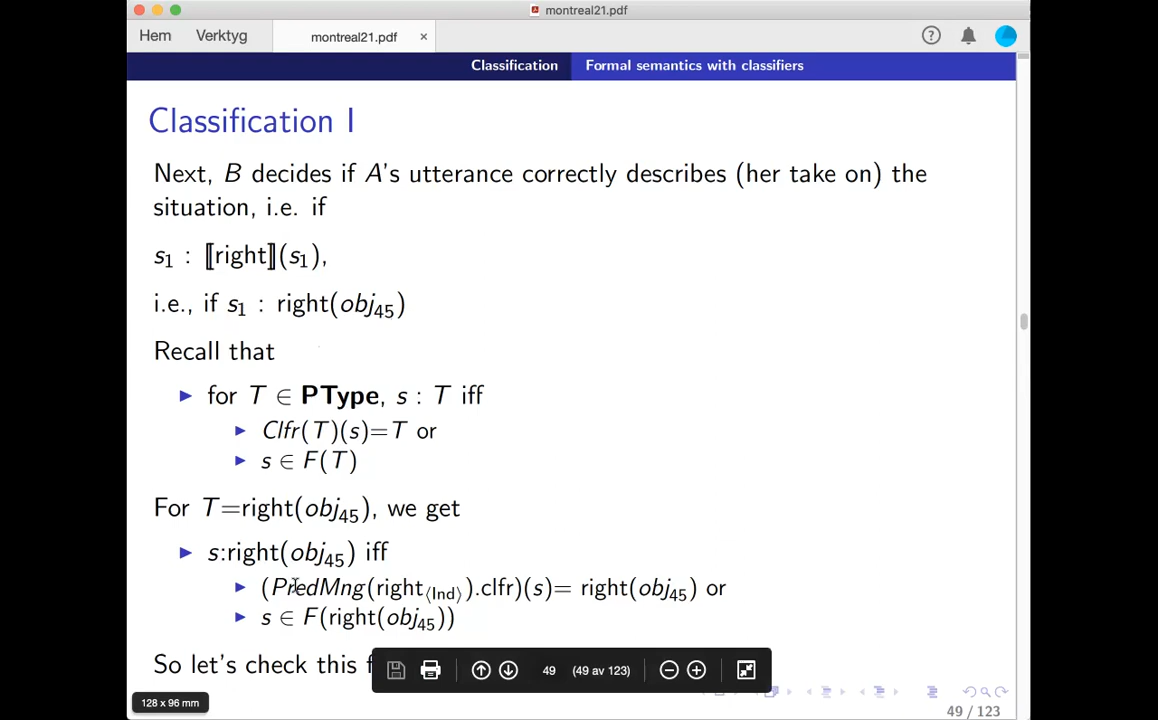 montreal21.pdf
Hem Verktyg montreal21.pdf ×
Classification Formal semantics with classifiers
Classification I
Next, B decides if A's utterance correctly describes (her take on) the
situation, i.e. if
s₁ : ⟦right⟧(s₁),
i.e., if s₁ : right(obj₄₅)
Recall that
▶ for T ∈ PType, s : T iff
▶ Clfr(T)(s)=T or
▶ s ∈ F(T)
For T=right(obj₄₅), we get
▶ s:right(obj₄₅) iff
▶ (PredMng(right⟨Ind⟩).clfr)(s)= right(obj₄₅) or
▶ s ∈ F(right(obj₄₅))
So let's check this
49 (49 av 123)
128 x 96 mm
49 / 123